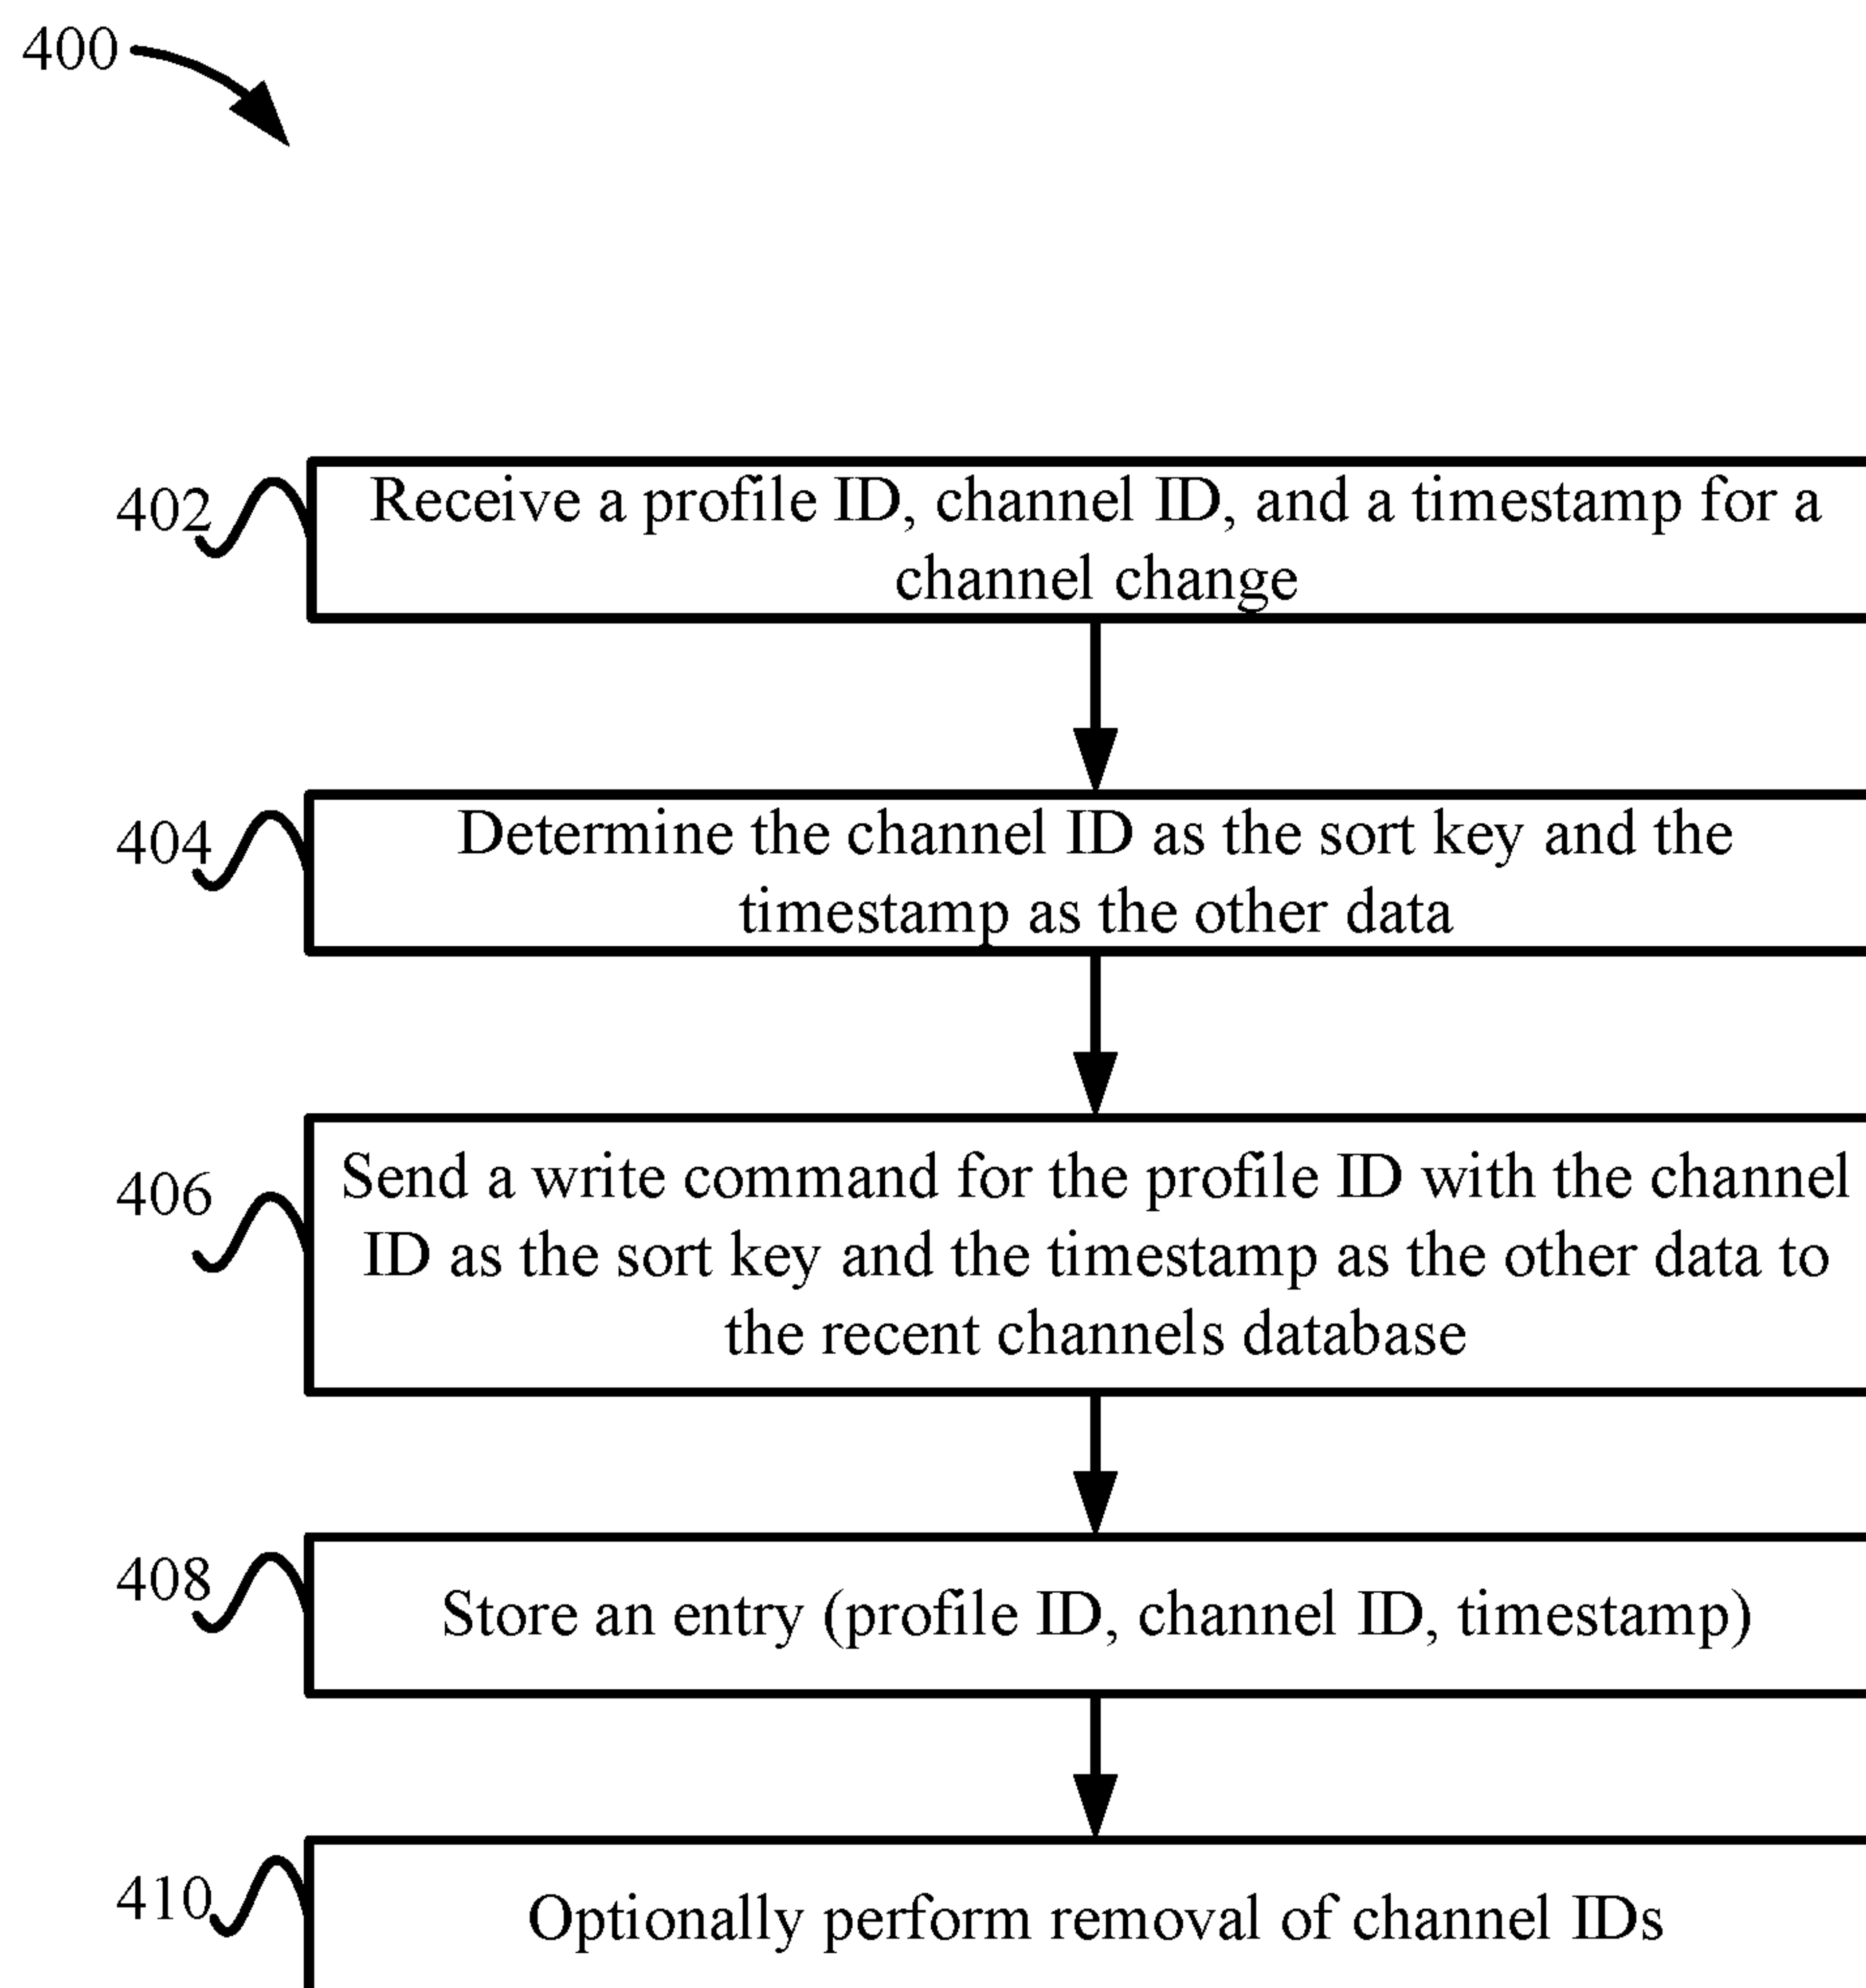 400
402
Receive a profile ID, channel ID, and a timestamp for a
channel change
404
Determine the channel ID as the sort key and the
timestamp as the other data
406
Send a write command for the profile ID with the channel
ID as the sort key and the timestamp as the other data to
the recent channels database
408
Store an entry (profile ID, channel ID, timestamp)
410
Optionally perform removal of channel IDs